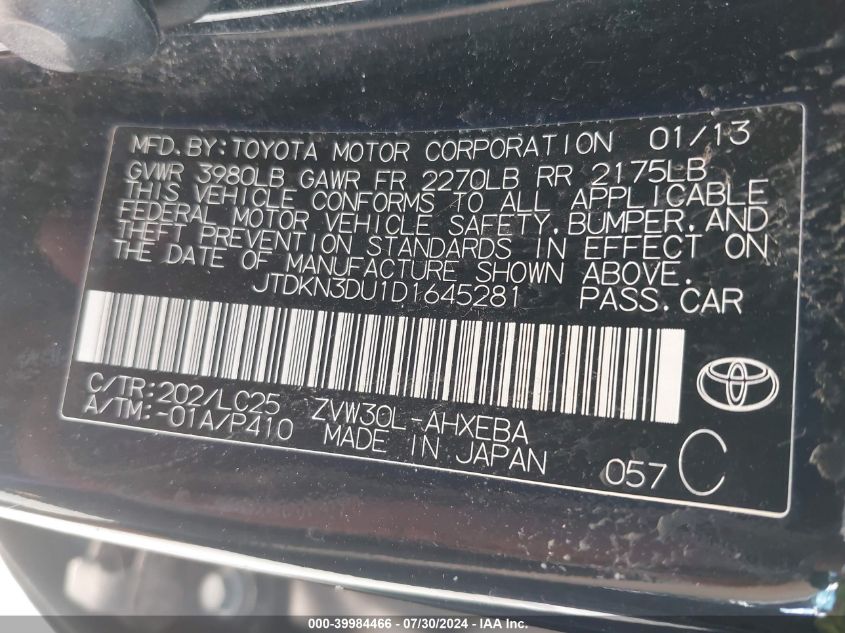 MFD.BY:TOYOTA MOTOR CORPORATION 01/13
GVWR 3980LB GAWR FR 2270LB RR 2175LB
THIS VEHICLE CONFORMS TO ALL APPLICABLE
FEDERAL MOTOR VEHICLE SAFETY,BUMPER,AND
THEFT PREVENTION STANDARDS IN EFFECT ON
THE DATE OF MANUFACTURE SHOWN ABOVE.
JTDKN3DU1D1645281 PASS.CAR
C/TR:202/LC25 ZVW30L-AHXEBA
A/TM:-01A/P410 MADE IN JAPAN
057 C
000-39984466 - 07/30/2024 - IAA Inc.